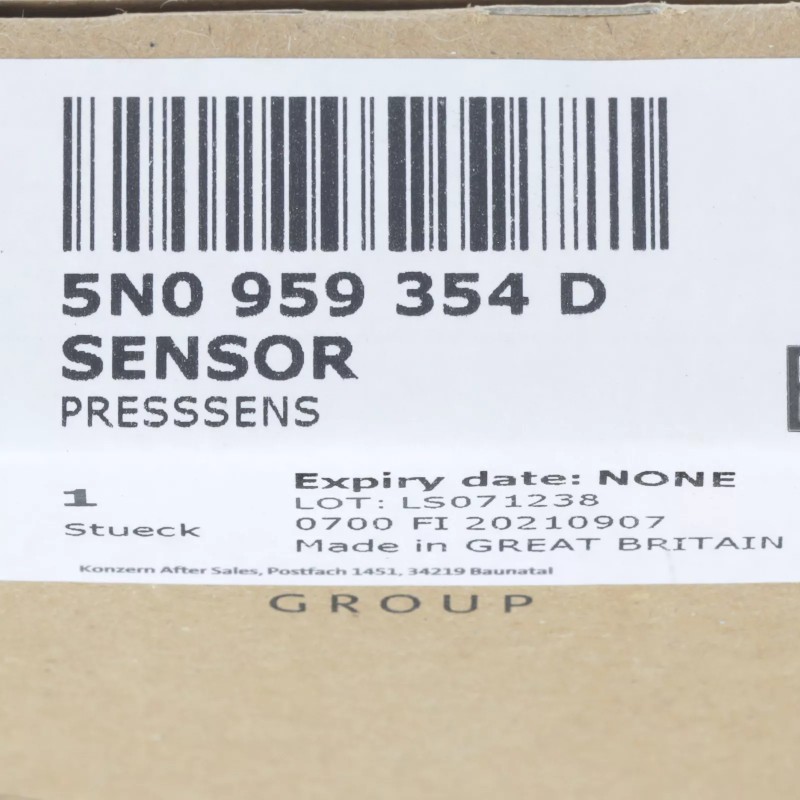 5N0 959 354 D
SENSOR
PRESSSENS
1
Stueck
Expiry date: NONE
LOT: LS071238
0700 FI 20210907
Made in GREAT BRITAIN
Konzern After Sales, Postfach 1451, 34219 Baunatal
GROUP